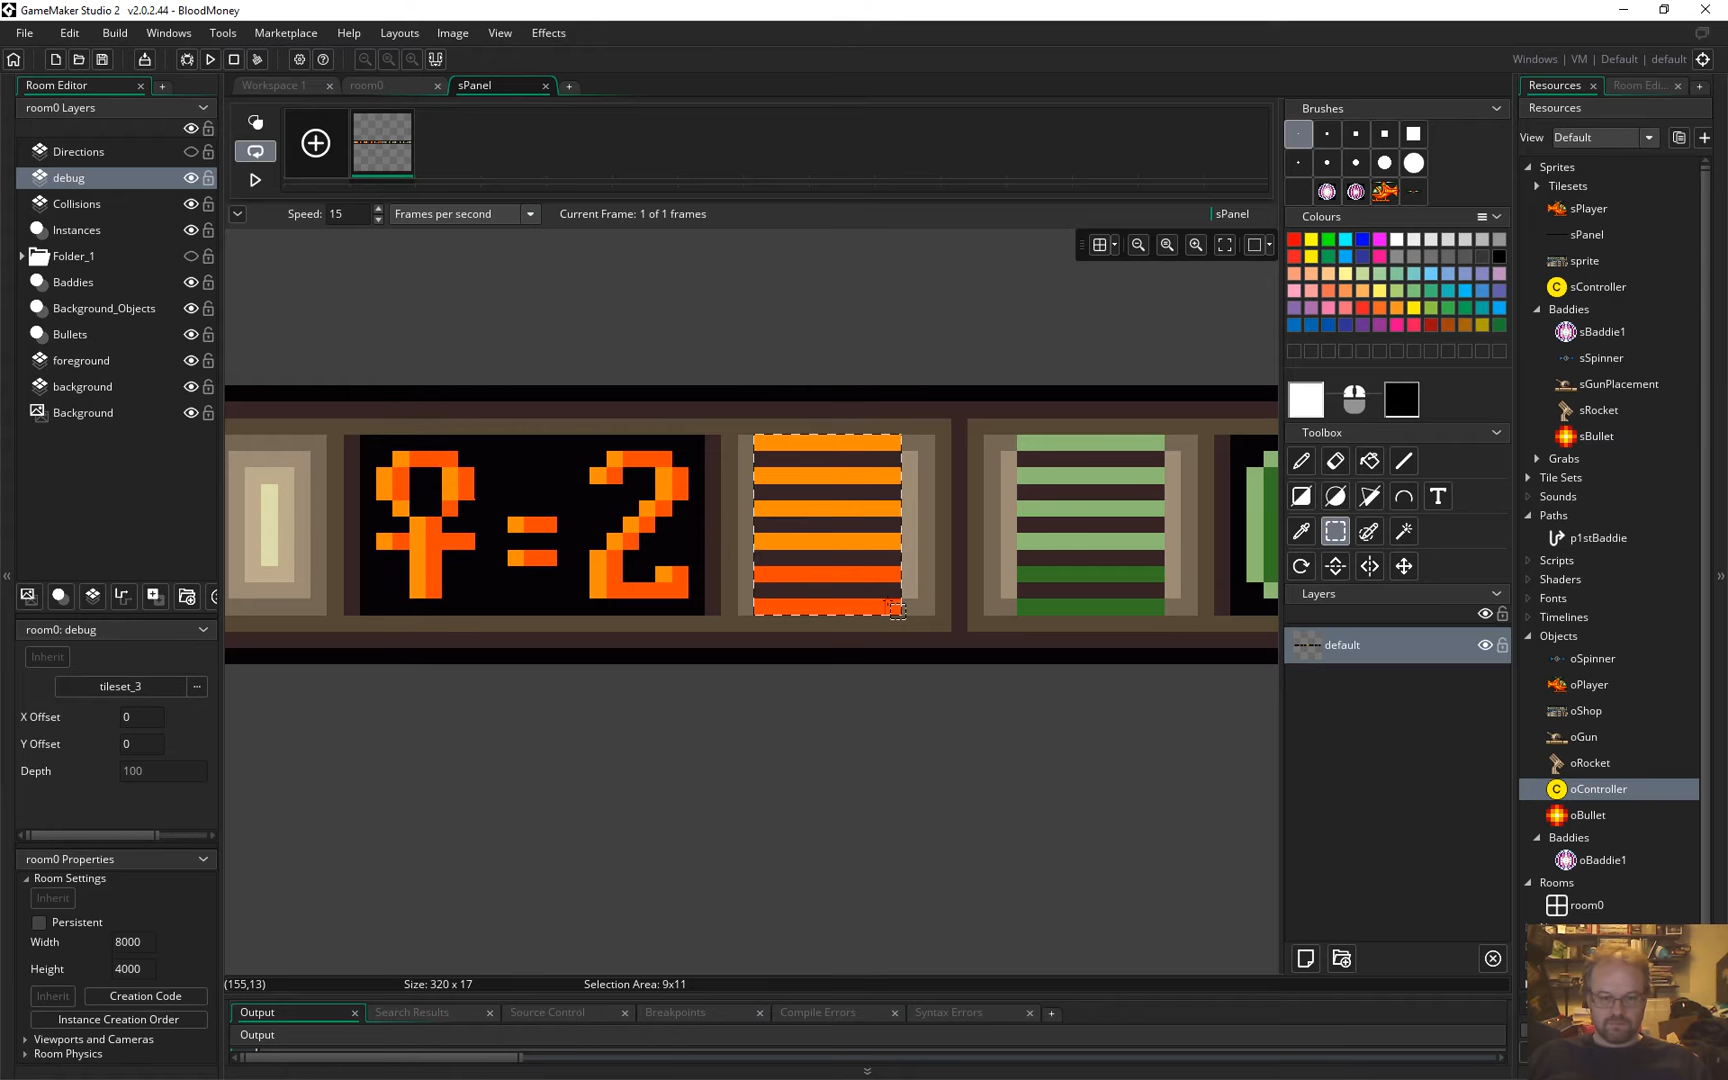 GameMaker Studio 2 v2.0.2.44 - BloodMoney
File Edit Build Windows Tools Marketplace Help Layouts Image View Effects
Windows | VM | Default | default
Room Editor
Workspace 1
room0
sPanel
Resources
Room Edi...
room0 Layers
Directions
debug
Collisions
Instances
Folder_1
Baddies
Background_Objects
Bullets
foreground
background
Background
room0: debug
Inherit
tileset_3
X Offset 0
Y Offset 0
Depth 100
room0 Properties
Room Settings
Inherit
Persistent
Width 8000
Height 4000
Inherit
Creation Code
Instance Creation Order
Viewports and Cameras
Room Physics
Speed: 15
Frames per second
Current Frame: 1 of 1 frames
sPanel
= 2
(155,13)
Size: 320 x 17
Selection Area: 9x11
Output
Search Results
Source Control
Breakpoints
Compile Errors
Syntax Errors
Output
Brushes
Colours
Toolbox
T
Layers
default
Resources
View Default
Sprites
Tilesets
sPlayer
sPanel
sprite
C sController
Baddies
sBaddie1
sSpinner
sGunPlacement
sRocket
sBullet
Grabs
Tile Sets
Sounds
Paths
p1stBaddie
Scripts
Shaders
Fonts
Timelines
Objects
oSpinner
oPlayer
oShop
oGun
oRocket
C oController
oBullet
Baddies
oBaddie1
Rooms
room0